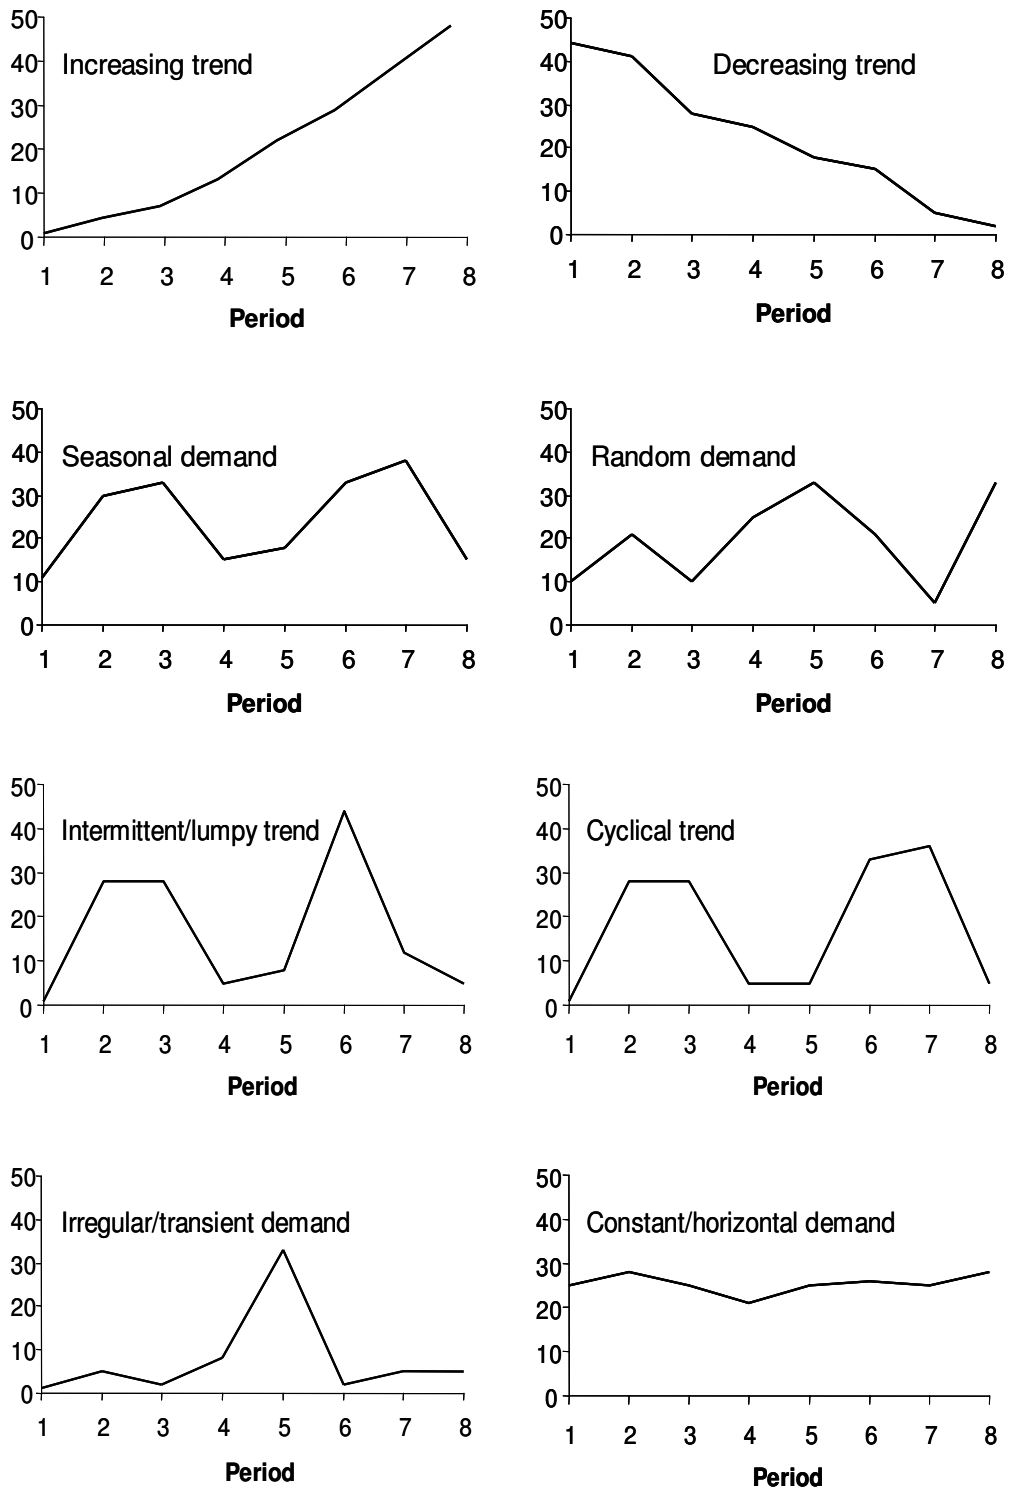 50
40
30
20
10
0
Increasing trend
1 2 3 4 5 6 7 8
Period
50
40
30
20
10
0
Decreasing trend
1 2 3 4 5 6 7 8
Period
50
40
30
20
10
0
Seasonal demand
1 2 3 4 5 6 7 8
Period
50
40
30
20
10
0
Random demand
1 2 3 4 5 6 7 8
Period
50
40
30
20
10
0
Intermittent/lumpy trend
1 2 3 4 5 6 7 8
Period
50
40
30
20
10
0
Cyclical trend
1 2 3 4 5 6 7 8
Period
50
40
30
20
10
0
Irregular/transient demand
1 2 3 4 5 6 7 8
Period
50
40
30
20
10
0
Constant/horizontal demand
1 2 3 4 5 6 7 8
Period